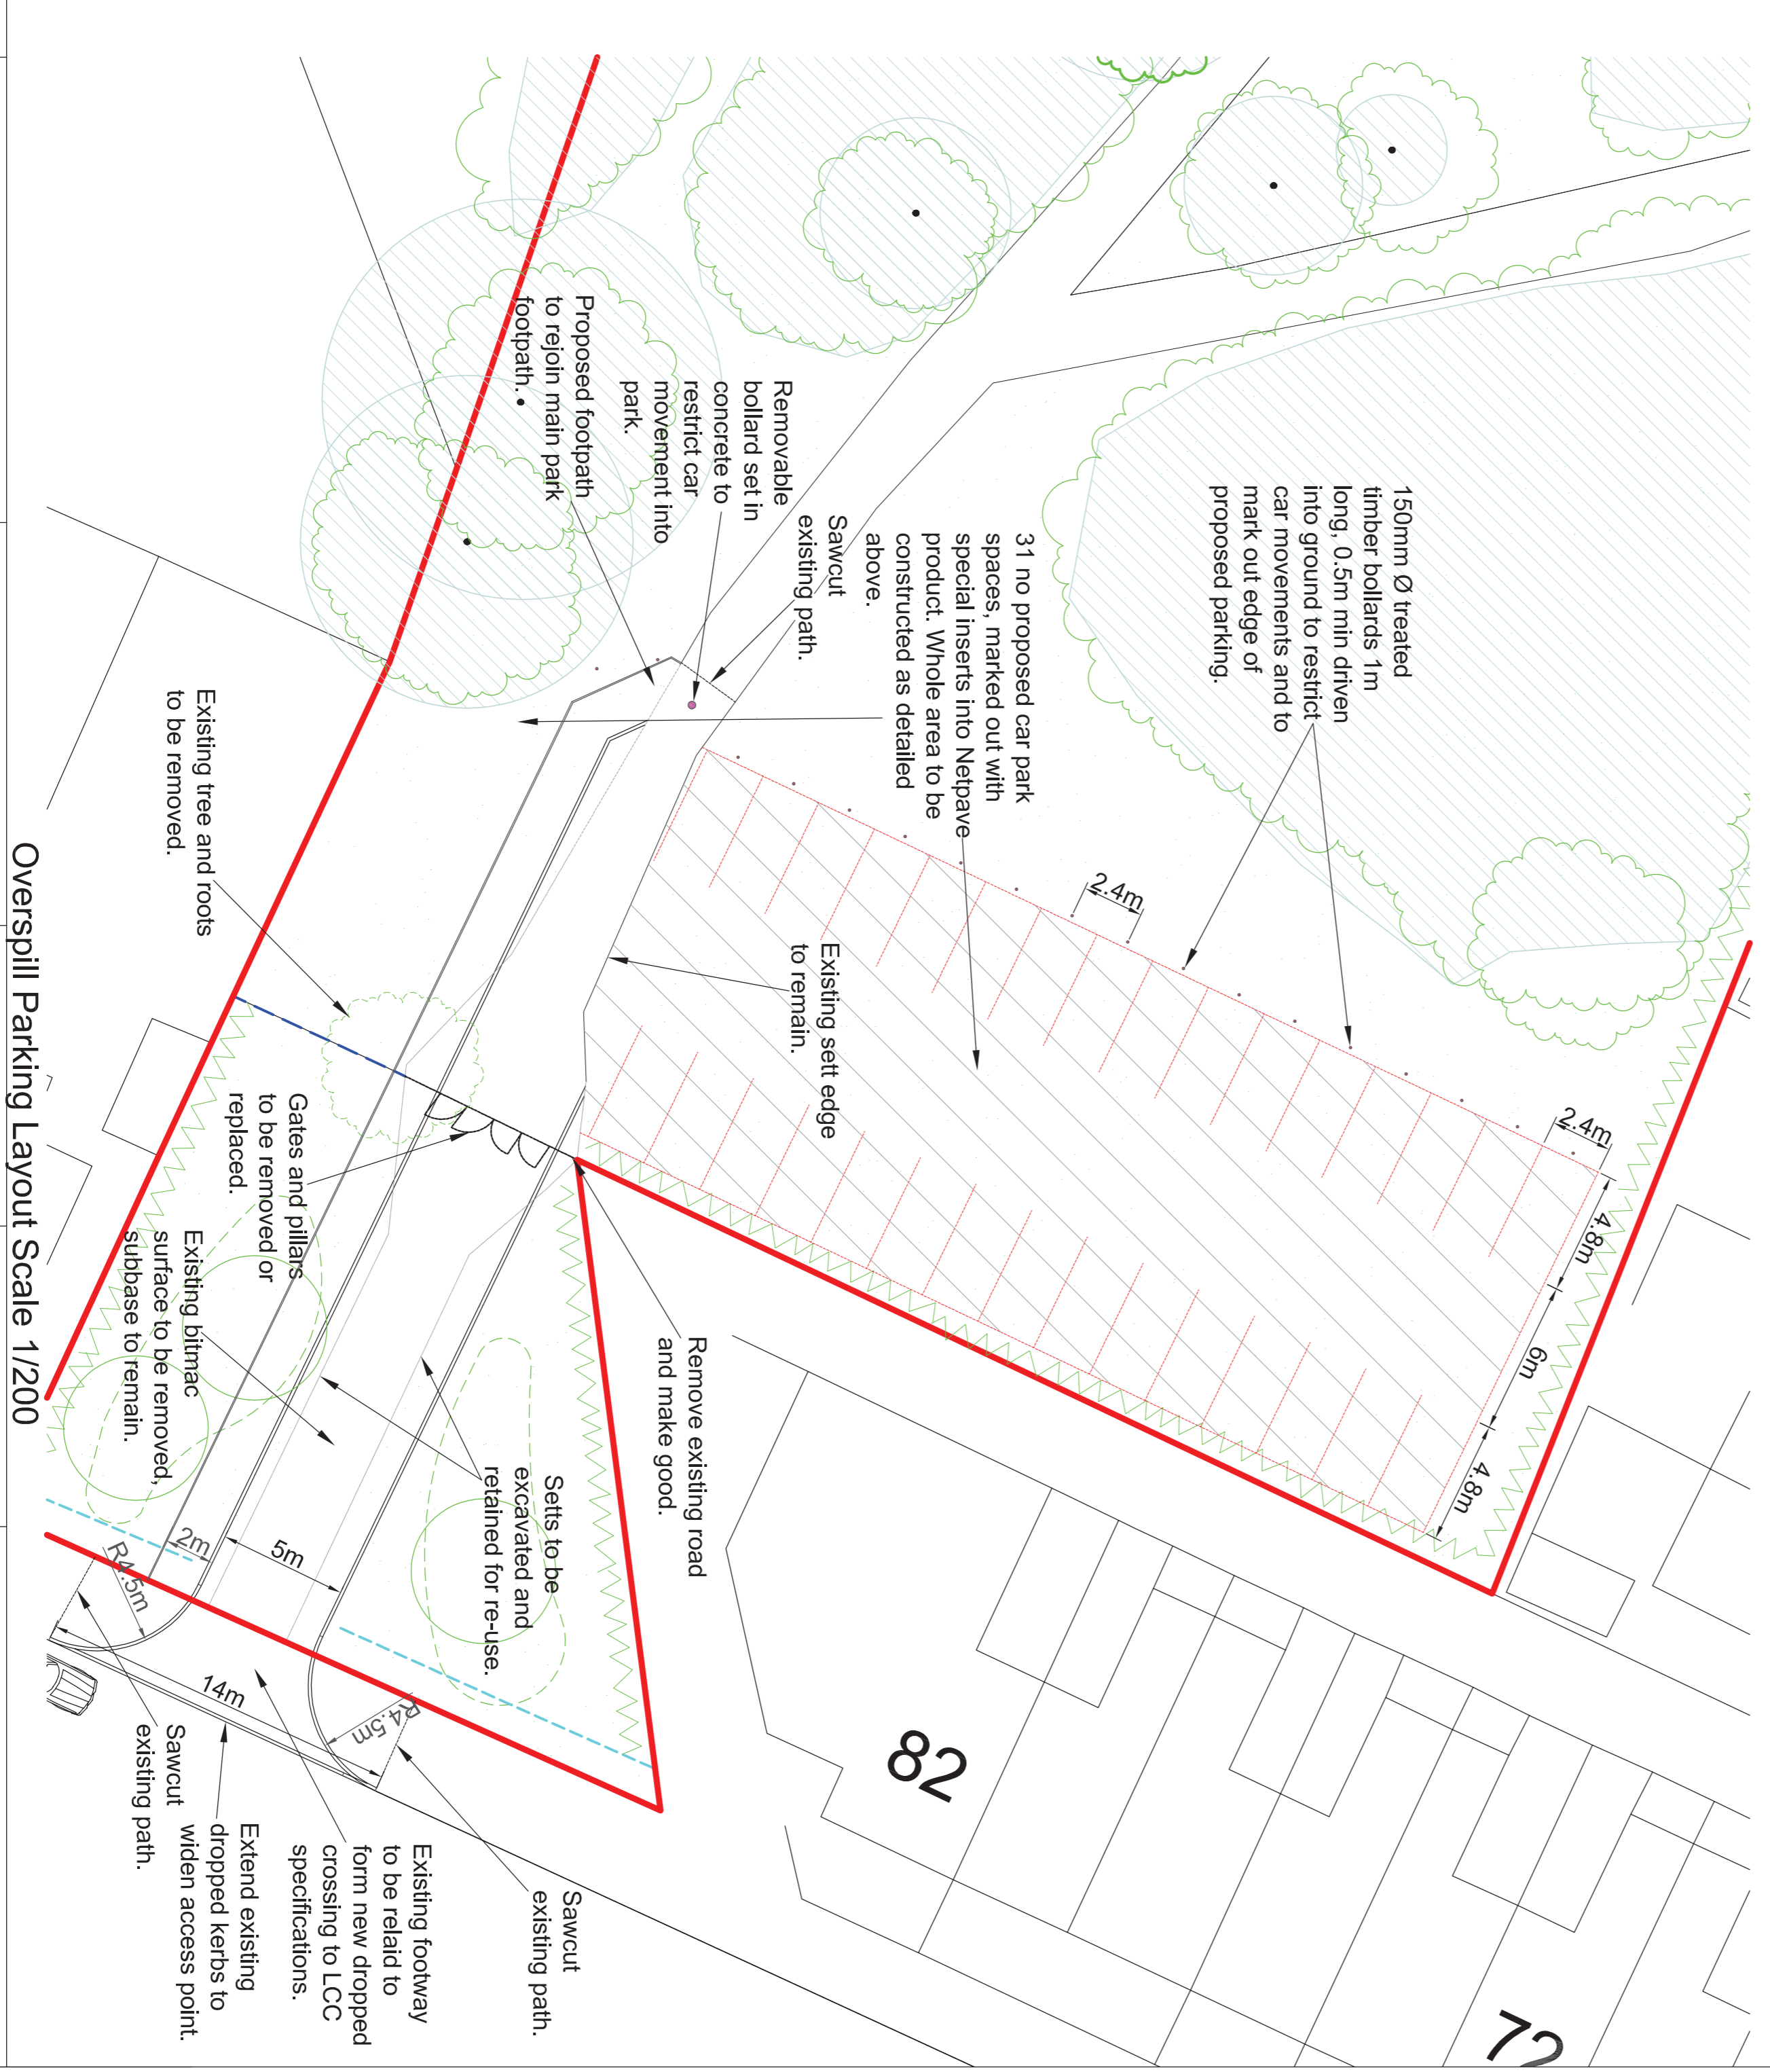 150mm Ø treated
timber bollards 1m
long, 0.5m min driven
into ground to restrict
car movements and to
mark out edge of
proposed parking.
31 no proposed car park
spaces, marked out with
special inserts into Netpave
product. Whole area to be
constructed as detailed
above.
Sawcut
existing path.
Removable
bollard set in
concrete to
restrict car
movement into
park.
Proposed footpath
to rejoin main park
footpath.
2.4m
2.4m
4.8m
6m
4.8m
Existing sett edge
to remain.
Existing tree and roots
to be removed.
Gates and pillars
to be removed or
replaced.
Existing bitmac
surface to be removed,
subbase to remain.
Remove existing road
and make good.
Setts to be
excavated and
retained for re-use.
2m
5m
R4.5m
R4.5m
14m
82
72
Sawcut
existing path.
Existing footway
to be relaid to
form new dropped
crossing to LCC
specifications.
Extend existing
dropped kerbs to
widen access point.
Sawcut
existing path.
Overspill Parking Layout Scale 1/200